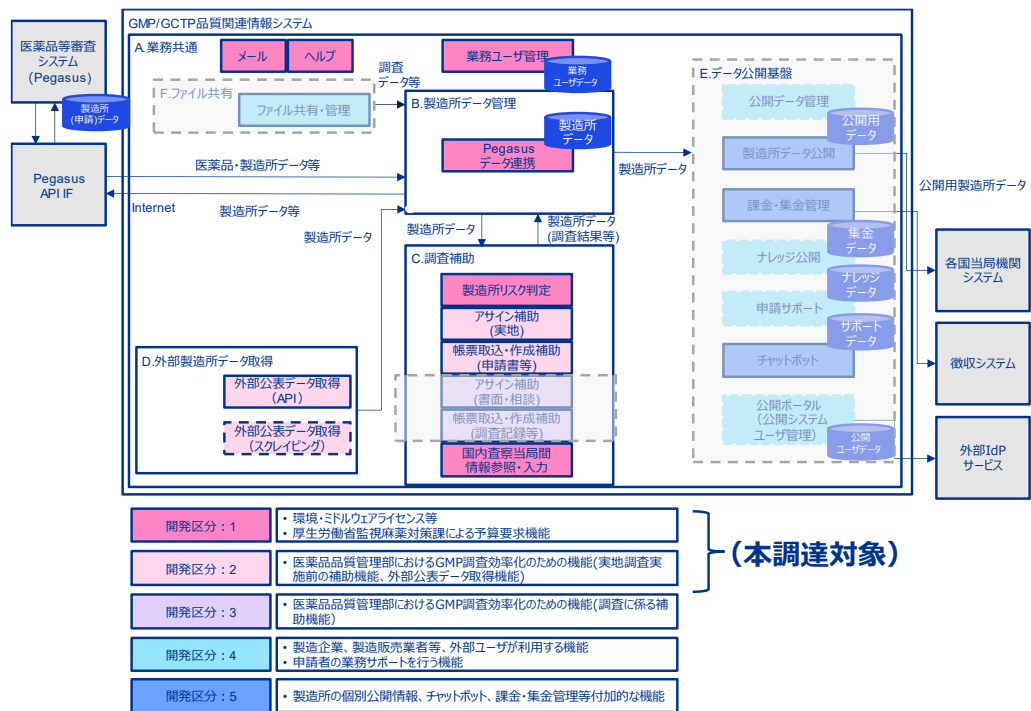 GMP/GCTP品質関連情報システム
医薬品等審査
システム
(Pegasus)
製造所
(申請)データ
Pegasus
API IF
A.業務共通
メール
ヘルプ
業務ユーザ管理
業務
ユーザデータ
F.ファイル共有
ファイル共有・管理
調査
データ等
B.製造所データ管理
製造所
データ
Pegasus
データ連携
医薬品・製造所データ等
Internet
製造所データ等
製造所データ
製造所データ
製造所データ
(調査結果等)
製造所データ
C.調査補助
製造所リスク判定
アサイン補助
(実地)
帳票取込・作成補助
(申請書等)
アサイン補助
(書面・相談)
帳票取込・作成補助
(調査記録等)
国内査察当局間
情報参照・入力
D.外部製造所データ取得
外部公表データ取得
(API)
外部公表データ取得
(スクレイピング)
E.データ公開基盤
公開データ管理
公開用
データ
製造所データ公開
課金・集金管理
集金
データ
ナレッジ公開
ナレッジ
データ
申請サポート
サポート
データ
チャットボット
公開ポータル
(公開システム
ユーザ管理)
公開
ユーザデータ
公開用製造所データ
各国当局機関
システム
徴収システム
外部IdP
サービス
開発区分:1
• 環境・ミドルウェアライセンス等
• 厚生労働省監視麻薬対策課による予算要求機能
開発区分:2
• 医薬品品質管理部におけるGMP調査効率化のための機能(実地調査実
施前の補助機能、外部公表データ取得機能)
(本調達対象)
開発区分:3
• 医薬品品質管理部におけるGMP調査効率化のための機能(調査に係る補
助機能)
開発区分:4
• 製造企業、製造販売業者等、外部ユーザが利用する機能
• 申請者の業務サポートを行う機能
開発区分:5
• 製造所の個別公開情報、チャットボット、課金・集金管理等付加的な機能